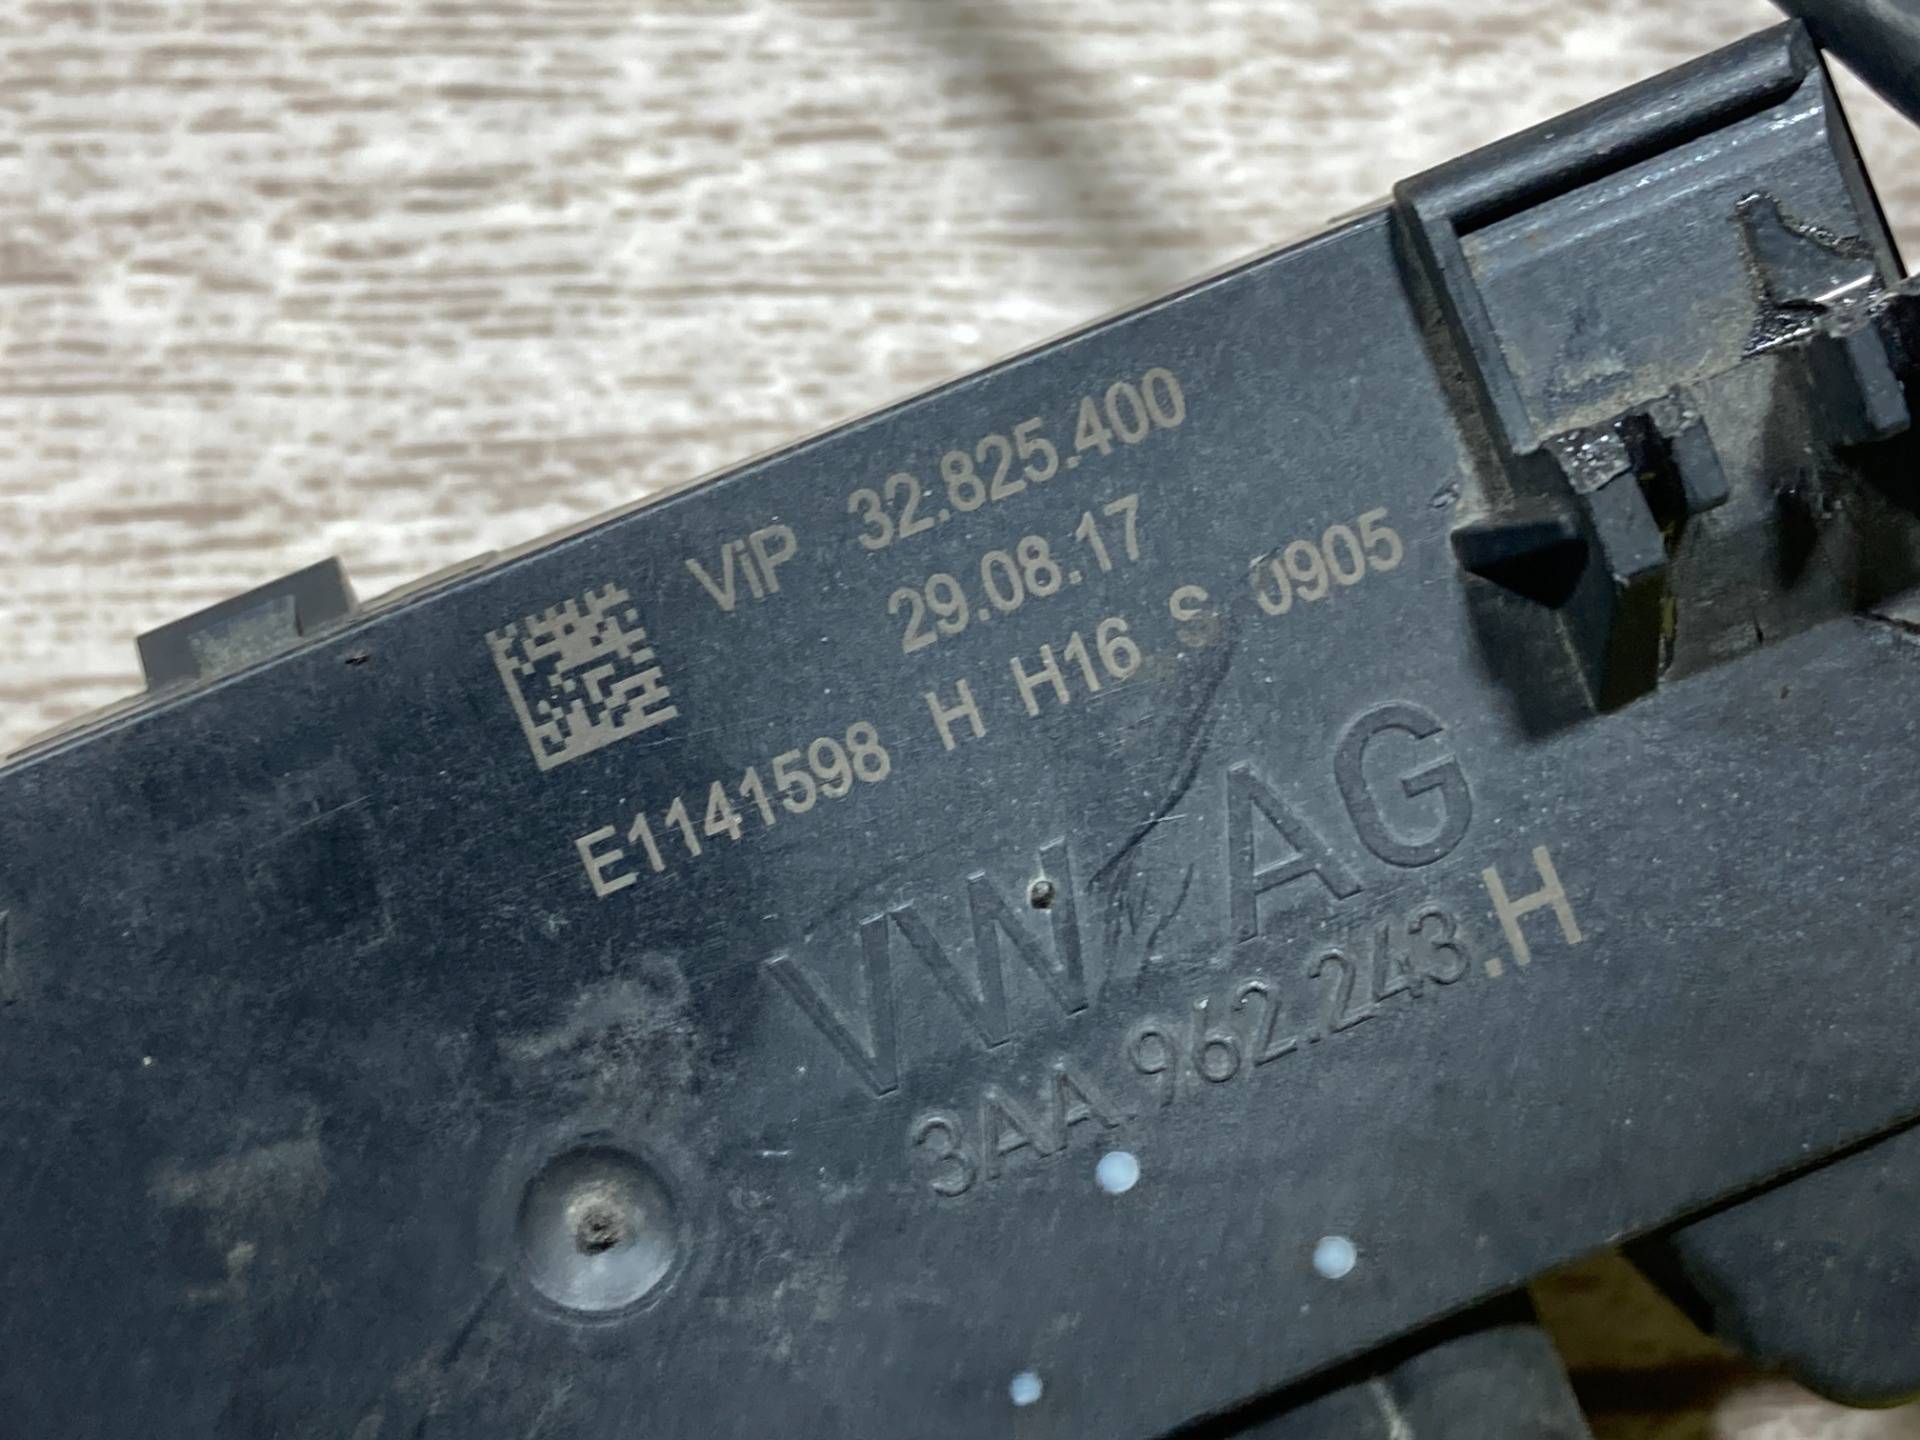 ViP 32.825.400
29.08.17
E1141598 H H16 S 0905
VW AG
3AA.962.243.H